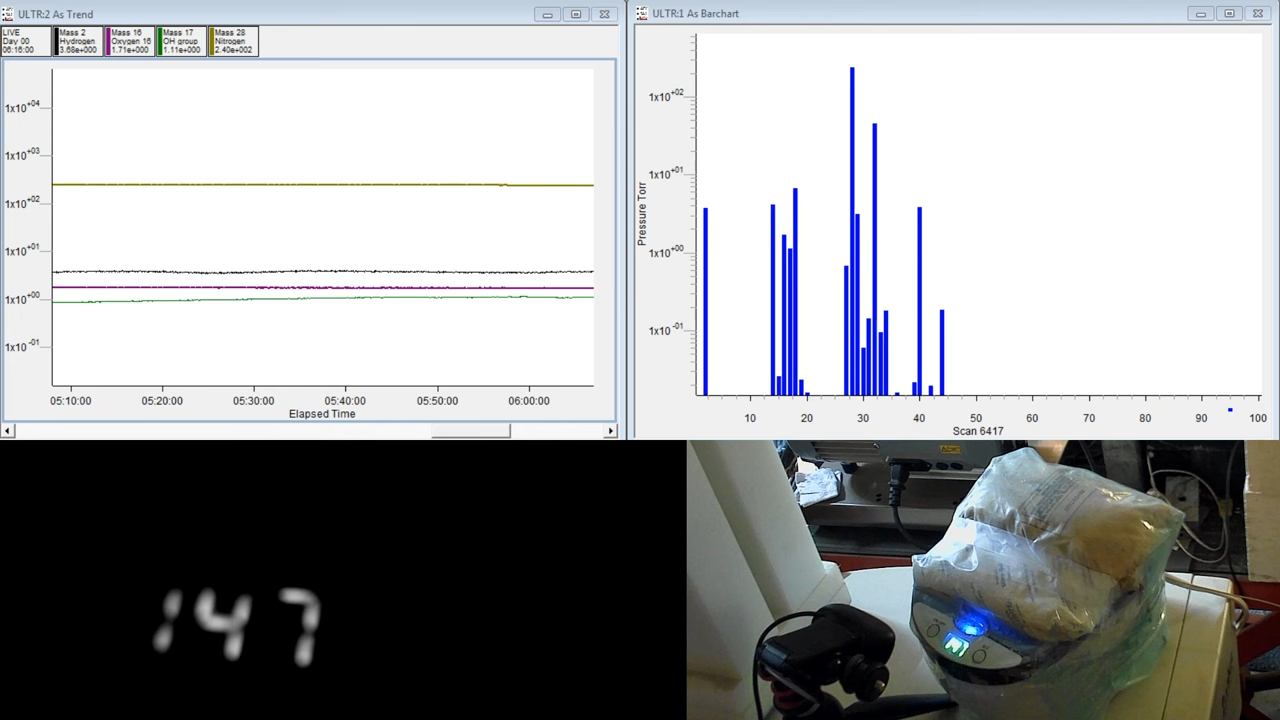 ULTR:2 As Trend
LIVE
Day 00
06:16:00
Mass 2
Hydrogen
3.68e+000
Mass 16
Oxygen 16
1.71e+000
Mass 17
OH group
1.11e+000
Mass 28
Nitrogen
2.40e+002
1x10 +04
1x10 +03
1x10 +02
1x10 +01
1x10 +00
1x10 -01
05:10:00 05:20:00 05:30:00 05:40:00 05:50:00 06:00:00
Elapsed Time
ULTR:1 As Barchart
Pressure Torr
1x10 +02
1x10 +01
1x10 +00
1x10 -01
10 20 30 40 50 60 70 80 90 100
Scan 6417
147